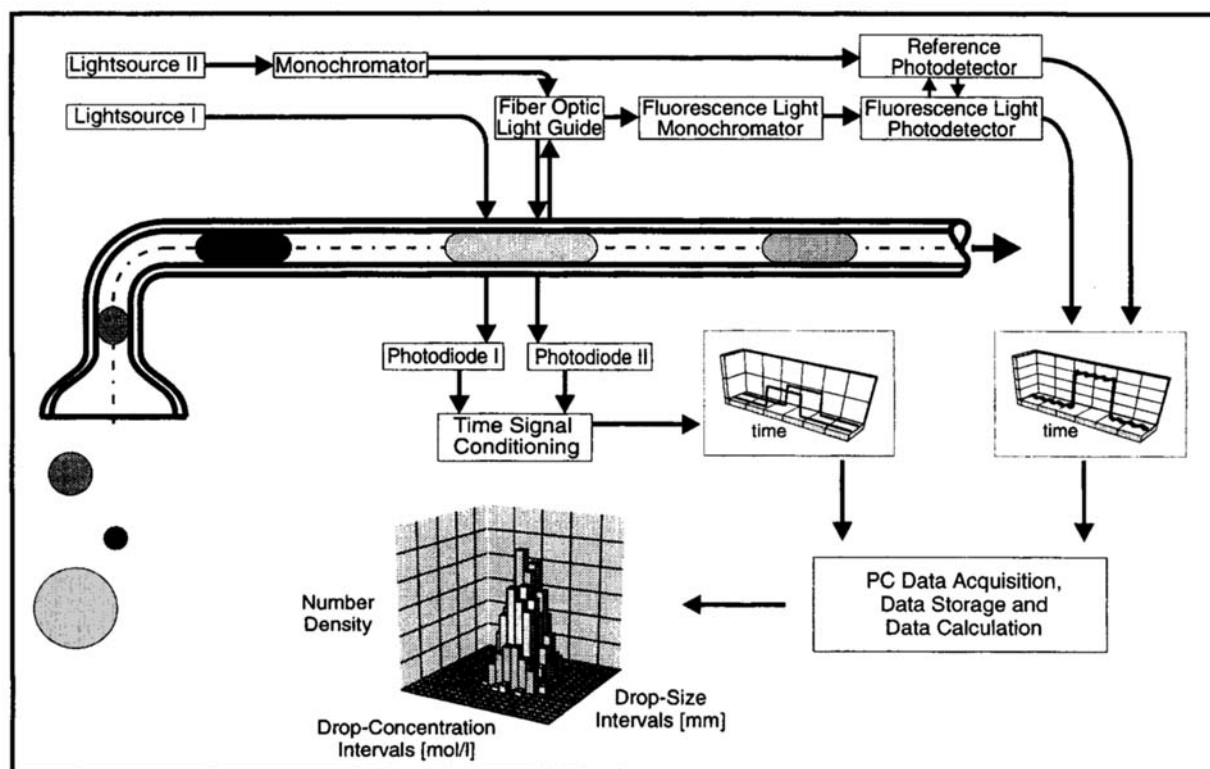 Lightsource II
Monochromator
Reference
Photodetector
Lightsource I
Fiber Optic
Light Guide
Fluorescence Light
Monochromator
Fluorescence Light
Photodetector
Photodiode I
Photodiode II
Time Signal
Conditioning
time
time
PC Data Acquisition,
Data Storage and
Data Calculation
Number
Density
Drop-Size
Intervals [mm]
Drop-Concentration
Intervals [mol/l]